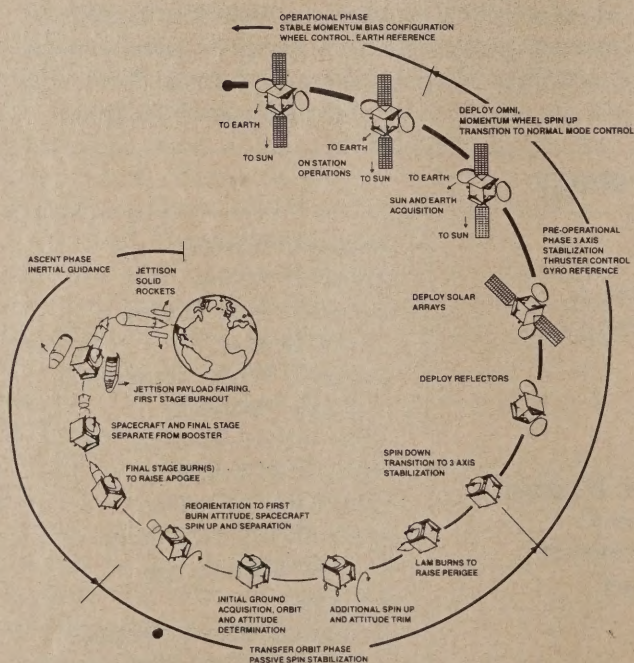 OPERATIONAL PHASE
STABLE MOMENTUM BIAS CONFIGURATION
WHEEL CONTROL, EARTH REFERENCE
DEPLOY OMNI,
MOMENTUM WHEEL SPIN UP
TRANSITION TO NORMAL MODE CONTROL
TO EARTH
TO SUN
TO EARTH
ON STATION
OPERATIONS
TO SUN
TO EARTH
SUN AND EARTH
ACQUISITION
TO SUN
PRE-OPERATIONAL
PHASE 3 AXIS
STABILIZATION
THRUSTER CONTROL
GYRO REFERENCE
ASCENT PHASE
INERTIAL GUIDANCE
JETTISON
SOLID
ROCKETS
DEPLOY SOLAR
ARRAYS
JETTISON PAYLOAD FAIRING,
FIRST STAGE BURNOUT
DEPLOY REFLECTORS
SPACECRAFT AND FINAL STAGE
SEPARATE FROM BOOSTER
SPIN DOWN
TRANSITION TO 3 AXIS
STABILIZATION
FINAL STAGE BURN(S)
TO RAISE APOGEE
REORIENTATION TO FIRST
BURN ATTITUDE, SPACECRAFT
SPIN UP AND SEPARATION
LAM BURNS TO
RAISE PERIGEE
INITIAL GROUND
ACQUISITION, ORBIT
AND ATTITUDE
DETERMINATION
ADDITIONAL SPIN UP
AND ATTITUDE TRIM
TRANSFER ORBIT PHASE
PASSIVE SPIN STABILIZATION